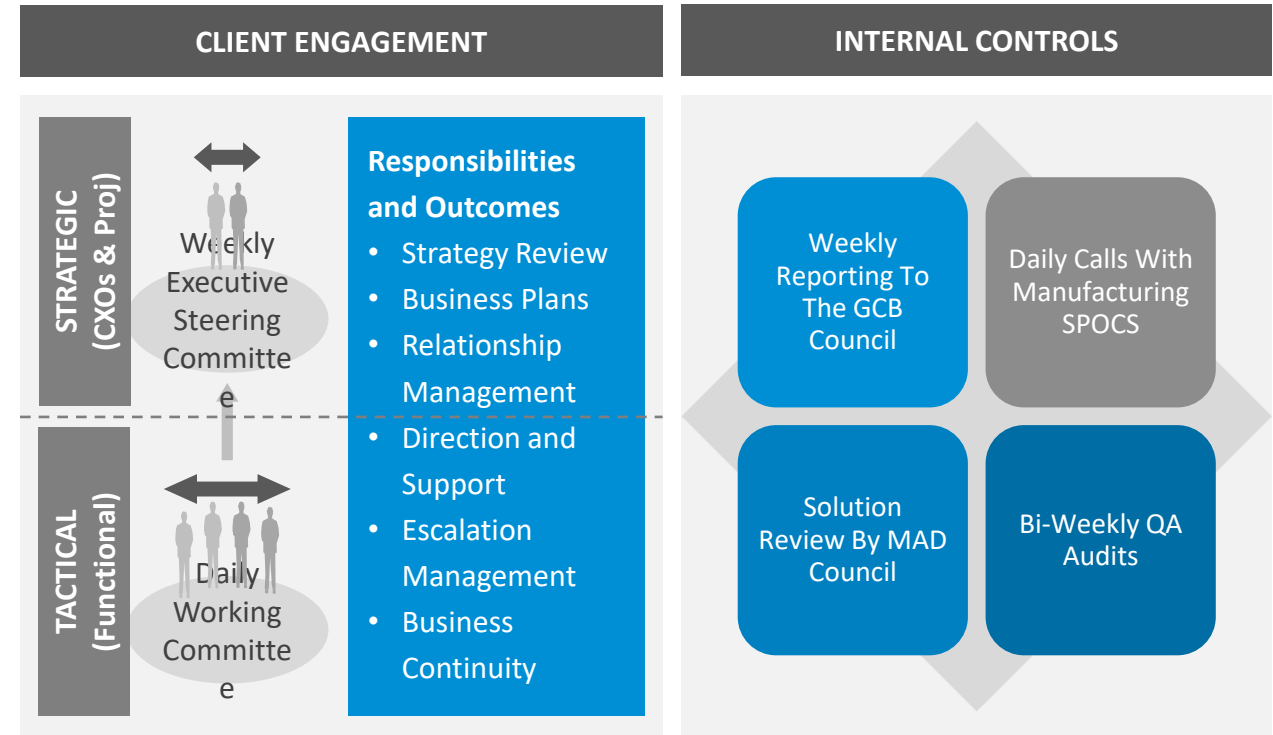 CLIENT ENGAGEMENT
STRATEGIC
(CXOs & Proj)
Weekly
Executive
Steering
Committe
e
TACTICAL
(Functional)
Daily
Working
Committe
e
Responsibilities
and Outcomes
• Strategy Review
• Business Plans
• Relationship
Management
• Direction and
Support
• Escalation
Management
• Business
Continuity
INTERNAL CONTROLS
Weekly
Reporting To
The GCB
Council
Daily Calls With
Manufacturing
SPOCS
Solution
Review By MAD
Council
Bi-Weekly QA
Audits